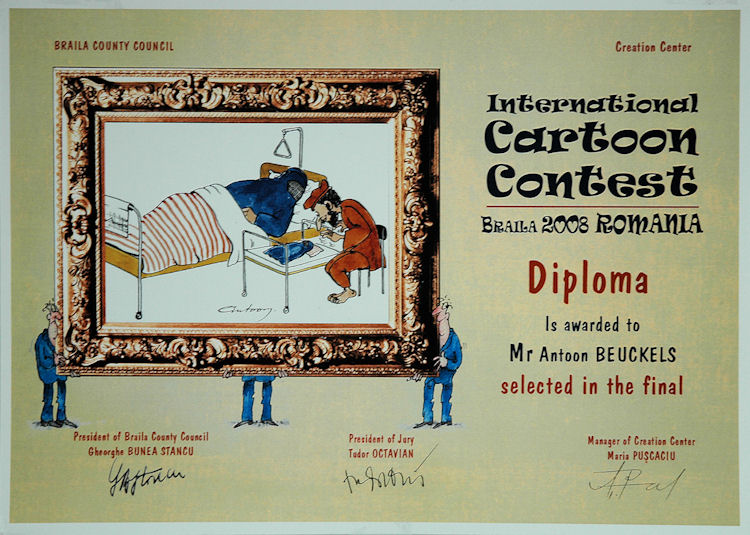 BRAILA COUNTY COUNCIL
Creation Center
International
Cartoon
Contest
BRAILA 2008 ROMANIA
Diploma
Is awarded to
Mr Antoon BEUCKELS
selected in the final
Antoon.
President of Braila County Council
Gheorghe BUNEA STANCU
President of Jury
Tudor OCTAVIAN
Manager of Creation Center
Maria PUȘCACIU